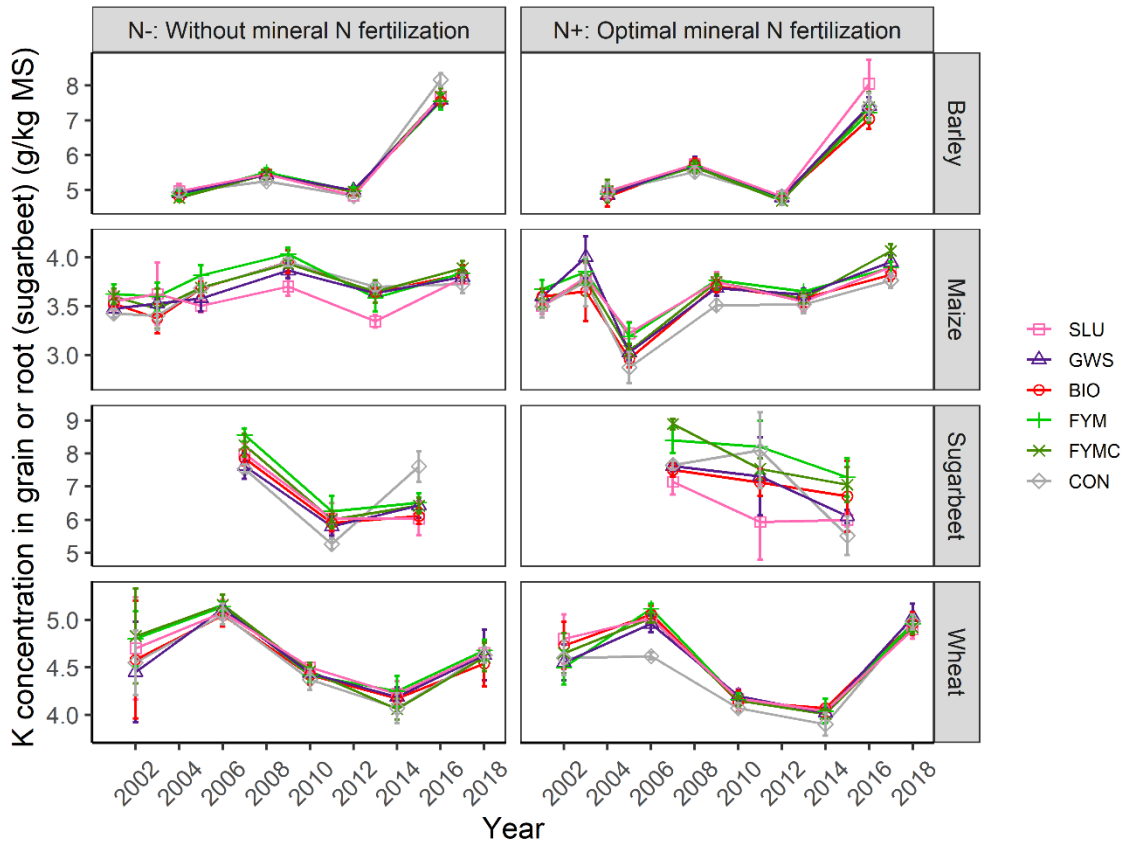 N-: Without mineral N fertilization
N+: Optimal mineral N fertilization
K concentration in grain or root (sugarbeet) (g/kg MS)
8
7
6
5
Barley
4.0
3.5
3.0
Maize
9
8
7
6
5
Sugarbeet
5.0
4.5
4.0
Wheat
2002
2004
2006
2008
2010
2012
2014
2016
2018
2002
2004
2006
2008
2010
2012
2014
2016
2018
Year
SLU
GWS
BIO
FYM
FYMC
CON